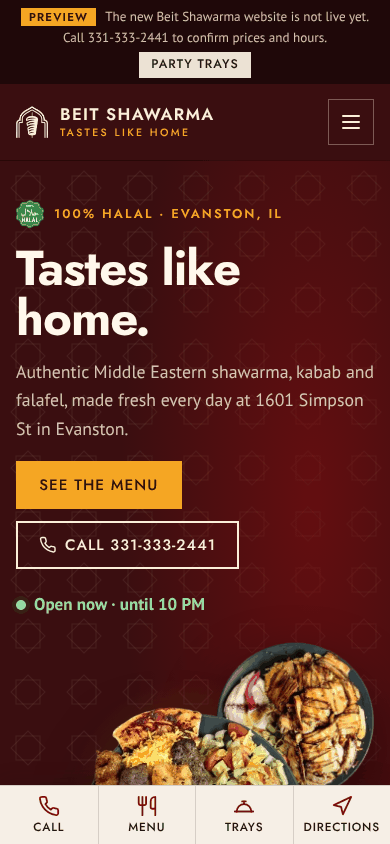 PREVIEW The new Beit Shawarma website is not live yet.
Call 331-333-2441 to confirm prices and hours.
PARTY TRAYS
BEIT SHAWARMA
TASTES LIKE HOME
حلال
HALAL
100% HALAL · EVANSTON, IL
Tastes like
home.
Authentic Middle Eastern shawarma, kabab and
falafel, made fresh every day at 1601 Simpson
St in Evanston.
SEE THE MENU
CALL 331-333-2441
Open now · until 10 PM
CALL
MENU
TRAYS
DIRECTIONS